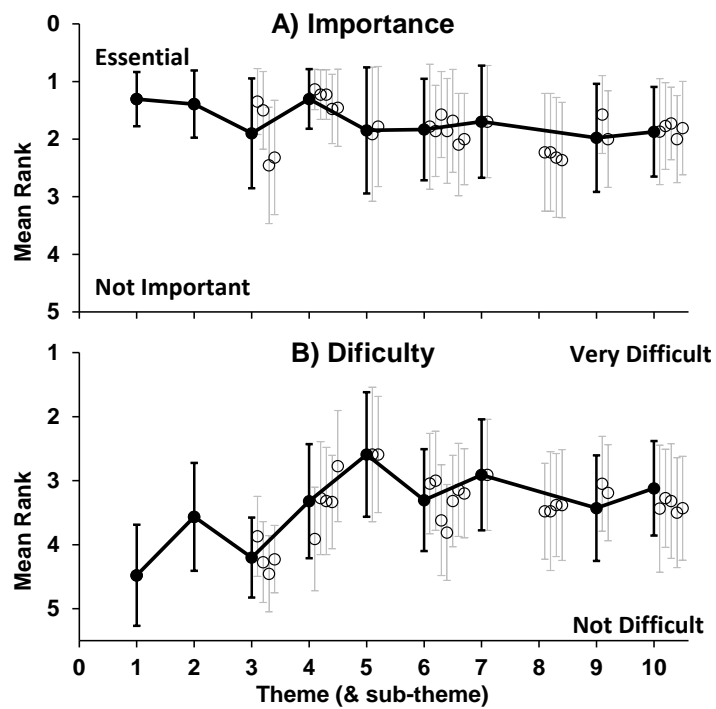 A) Importance
0
Essential
1
2
3
4
Not Important
5
Mean Rank
B) Dificulty
1
Very Difficult
2
3
4
5
Not Difficult
Mean Rank
0 1 2 3 4 5 6 7 8 9 10
Theme (& sub-theme)